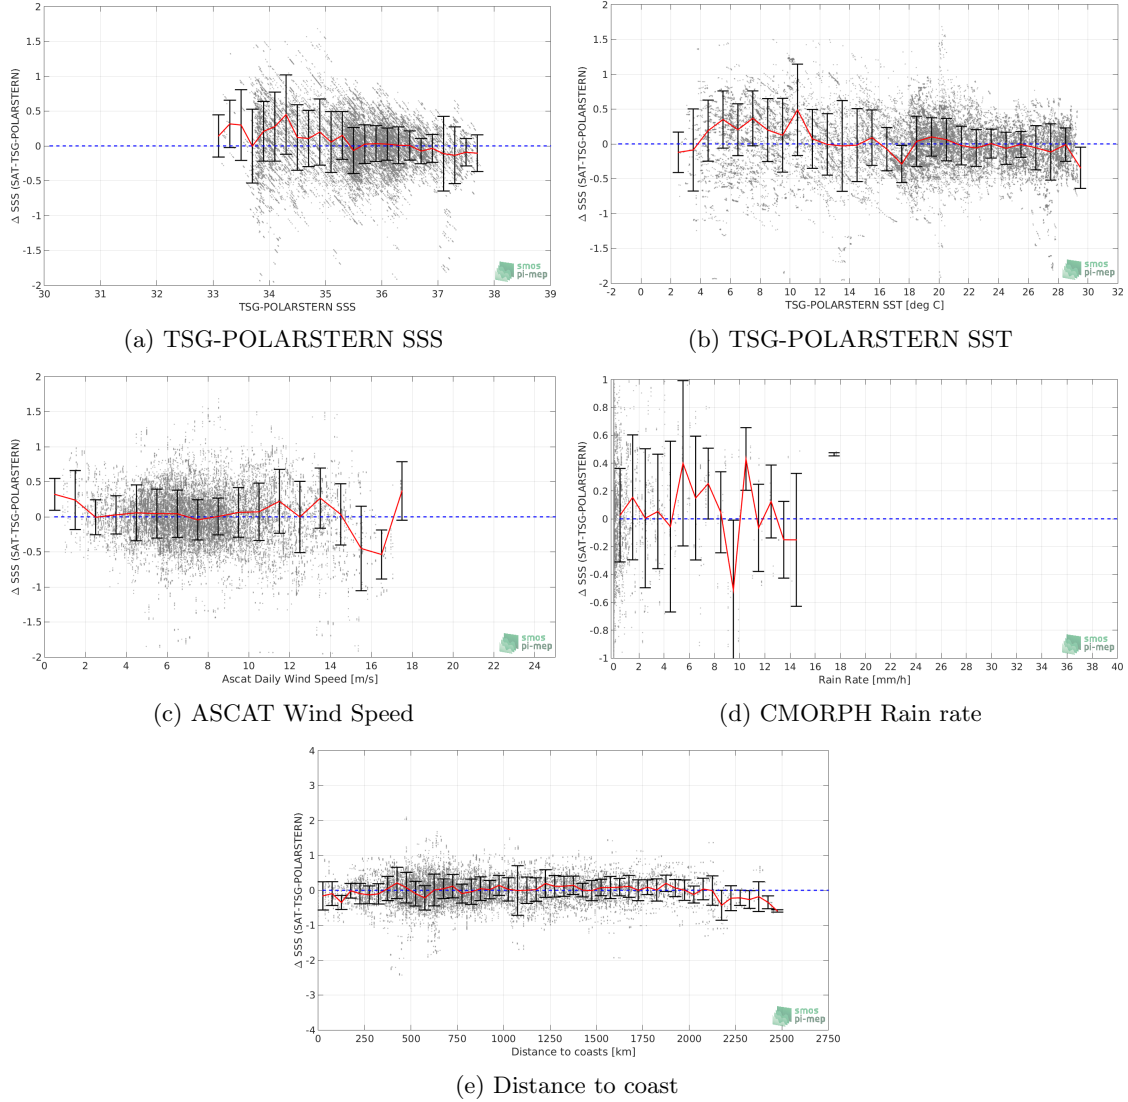 2
1.5
1
0.5
0
-0.5
-1
-1.5
-2
Δ SSS (SAT-TSG-POLARSTERN)
30 31 32 33 34 35 36 37 38 39
TSG-POLARSTERN SSS
smos
pi-mep
(a) TSG-POLARSTERN SSS
2
1.5
1
0.5
0
-0.5
-1
-1.5
-2
Δ SSS (SAT-TSG-POLARSTERN)
-2 0 2 4 6 8 10 12 14 16 18 20 22 24 26 28 30 32
TSG-POLARSTERN SST [deg C]
smos
pi-mep
(b) TSG-POLARSTERN SST
2
1.5
1
0.5
0
-0.5
-1
-1.5
-2
Δ SSS (SAT-TSG-POLARSTERN)
0 2 4 6 8 10 12 14 16 18 20 22 24
Ascat Daily Wind Speed [m/s]
smos
pi-mep
(c) ASCAT Wind Speed
1
0.8
0.6
0.4
0.2
0
-0.2
-0.4
-0.6
-0.8
-1
Δ SSS (SAT-TSG-POLARSTERN)
0 2 4 6 8 10 12 14 16 18 20 22 24 26 28 30 32 34 36 38 40
Rain Rate [mm/h]
smos
pi-mep
(d) CMORPH Rain rate
4
3
2
1
0
-1
-2
-3
-4
Δ SSS (SAT-TSG-POLARSTERN)
0 250 500 750 1000 1250 1500 1750 2000 2250 2500 2750
Distance to coasts [km]
smos
pi-mep
(e) Distance to coast